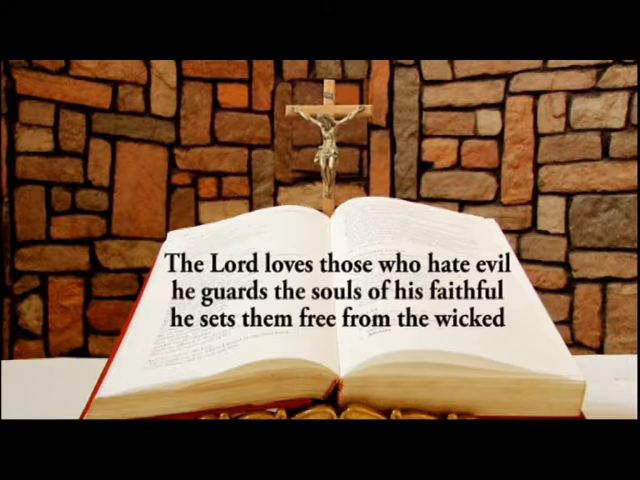 The Lord loves those who hate evil
he guards the souls of his faithful
he sets them free from the wicked